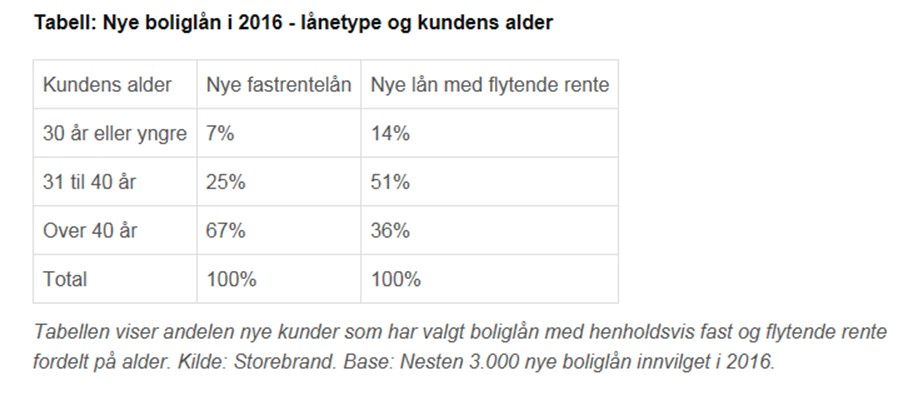 Tabell: Nye boliglån i 2016 - lånetype og kundens alder
Kundens alder Nye fastrentelån Nye lån med flytende rente
30 år eller yngre 7% 14%
31 til 40 år 25% 51%
Over 40 år 67% 36%
Total 100% 100%
Tabellen viser andelen nye kunder som har valgt boliglån med henholdsvis fast og flytende rente
fordelt på alder. Kilde: Storebrand. Base: Nesten 3.000 nye boliglån innvilget i 2016.